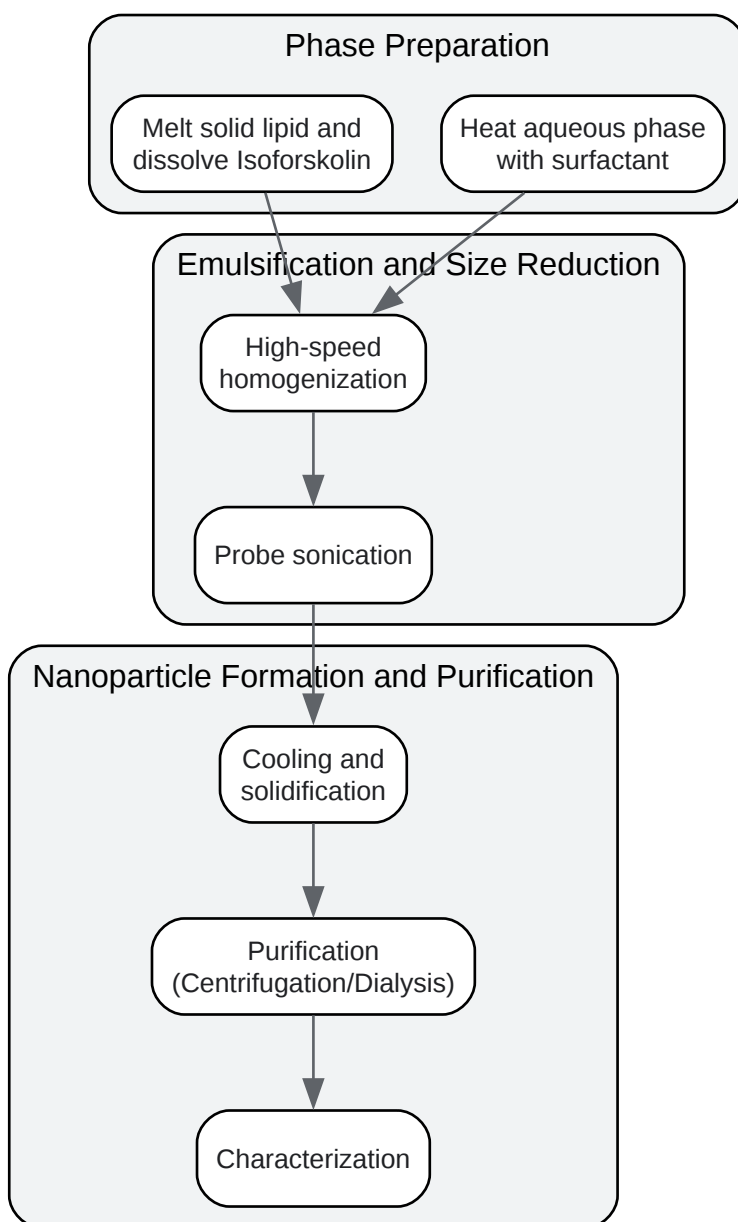 Phase Preparation
Melt solid lipid and
dissolve Isoforskolin
Heat aqueous phase
with surfactant
Emulsification and Size Reduction
High-speed
homogenization
Probe sonication
Nanoparticle Formation and Purification
Cooling and
solidification
Purification
(Centrifugation/Dialysis)
Characterization